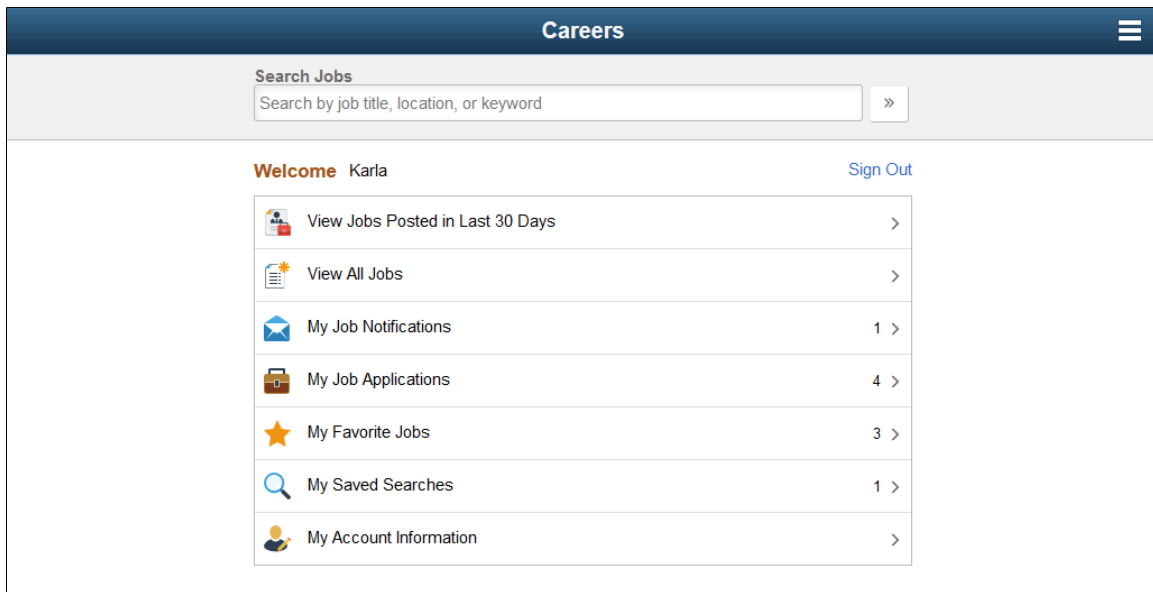 Careers
Search Jobs
Search by job title, location, or keyword
Welcome Karla Sign Out
View Jobs Posted in Last 30 Days
View All Jobs
My Job Notifications 1
My Job Applications 4
My Favorite Jobs 3
My Saved Searches 1
My Account Information